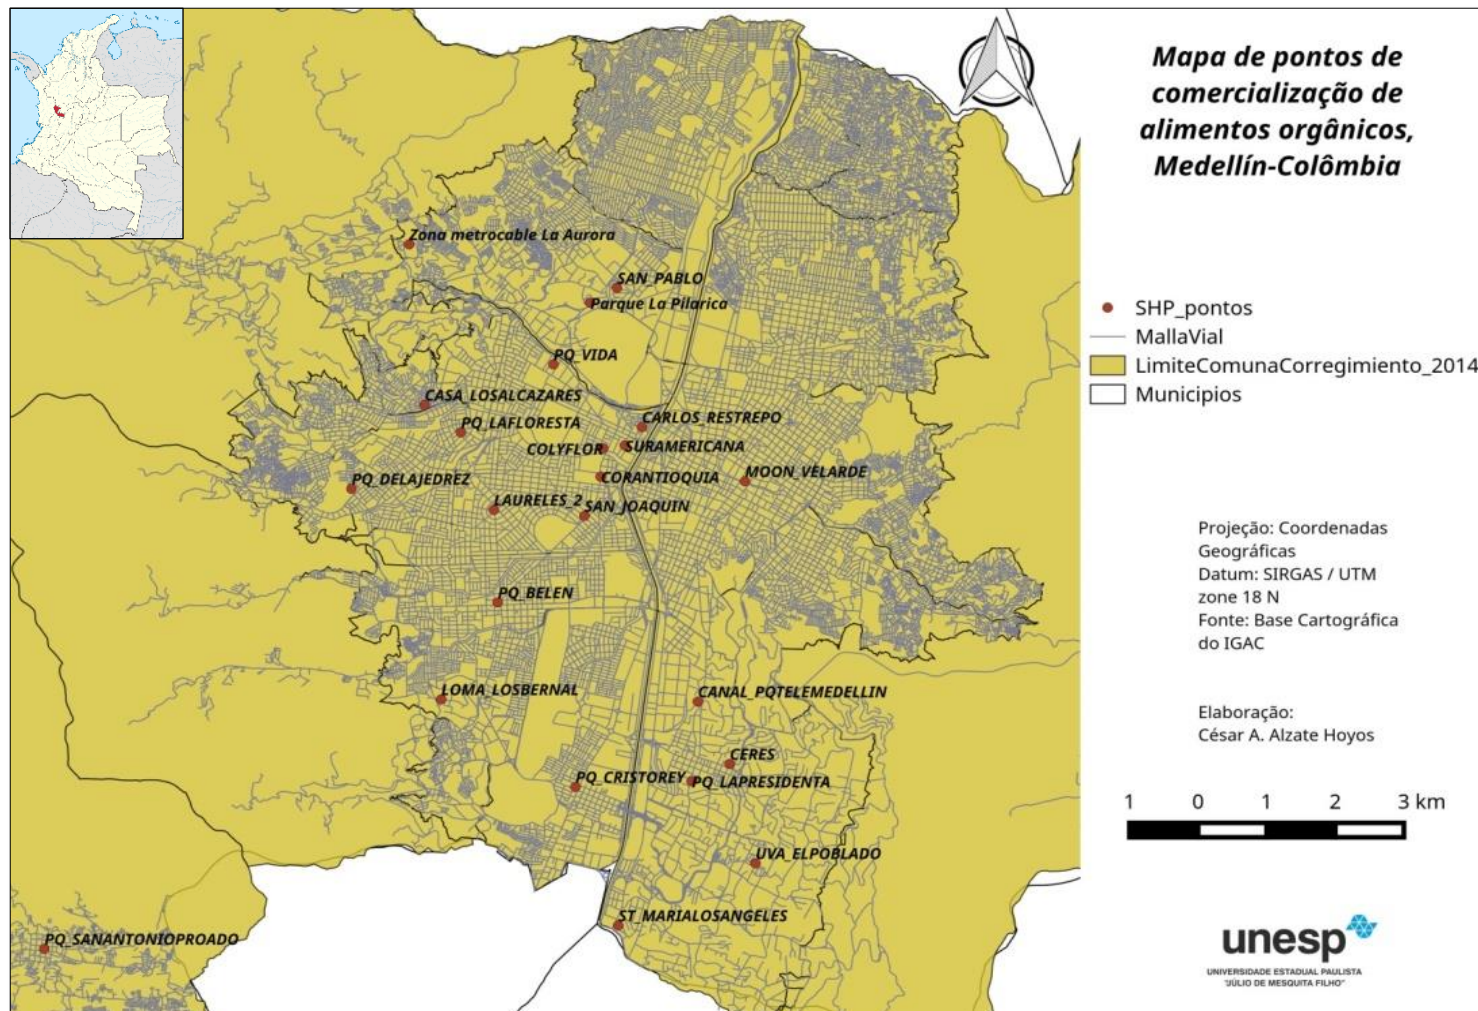 Mapa de pontos de
comercialização de
alimentos orgânicos,
Medellín-Colômbia
Zona metrocable La Aurora
SAN_PABLO
Parque La Pilarica
PQ_VIDA
CASA_LOSALCAZARES
PQ_LAFLORESTA
CARLOS_RESTREPO
COLYFLOR
SURAMERICANA
CORANTIOQUIA
MOON_VELARDE
PQ_DELAJEDREZ
LAURELES_2
SAN_JOAQUIN
PQ_BELEN
LOMA_LOSBERNAL
CANAL_PQTELEMEDELLIN
CERES
PQ_CRISTOREY
PQ_LAPRESIDENTA
UVA_ELPOBLADO
ST_MARIALOSANGELES
PQ_SANANTONIOPROADO
SHP_pontos
MallaVial
LimiteComunaCorregimiento_2014
Municipios
Projeção: Coordenadas
Geográficas
Datum: SIRGAS / UTM
zone 18 N
Fonte: Base Cartográfica
do IGAC
Elaboração:
César A. Alzate Hoyos
1 0 1 2 3 km
unesp
UNIVERSIDADE ESTADUAL PAULISTA
"JÚLIO DE MESQUITA FILHO"